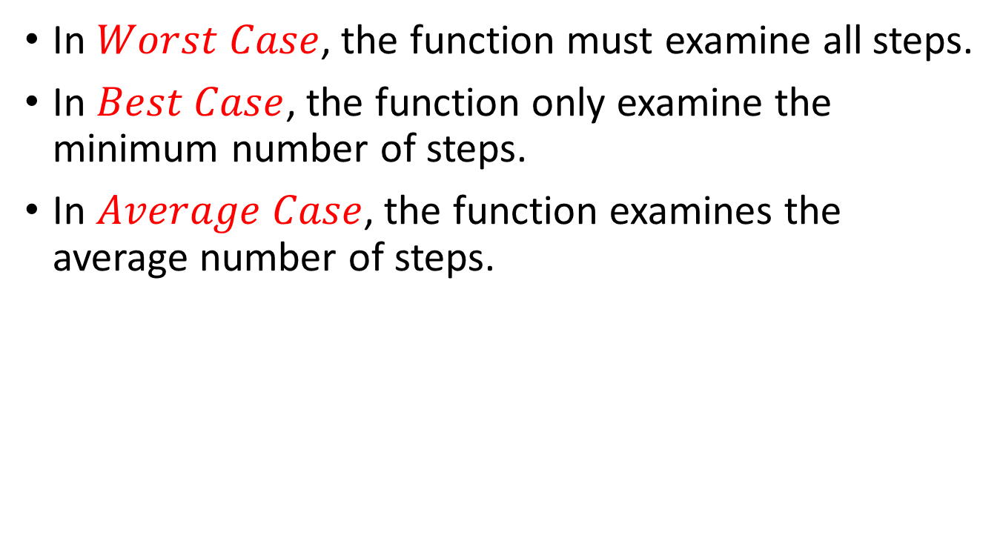 • In Worst Case, the function must examine all steps.
• In Best Case, the function only examine the
minimum number of steps.
• In Average Case, the function examines the
average number of steps.